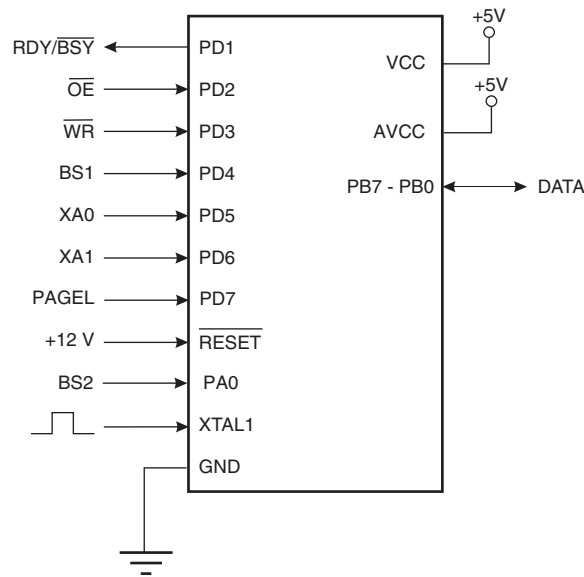 +5V
RDY/BSY PD1
VCC
OE PD2
+5V
WR PD3 AVCC
BS1 PD4
PB7 - PB0 DATA
XA0 PD5
XA1 PD6
PAGEL PD7
+12 V RESET
BS2 PA0
XTAL1
GND